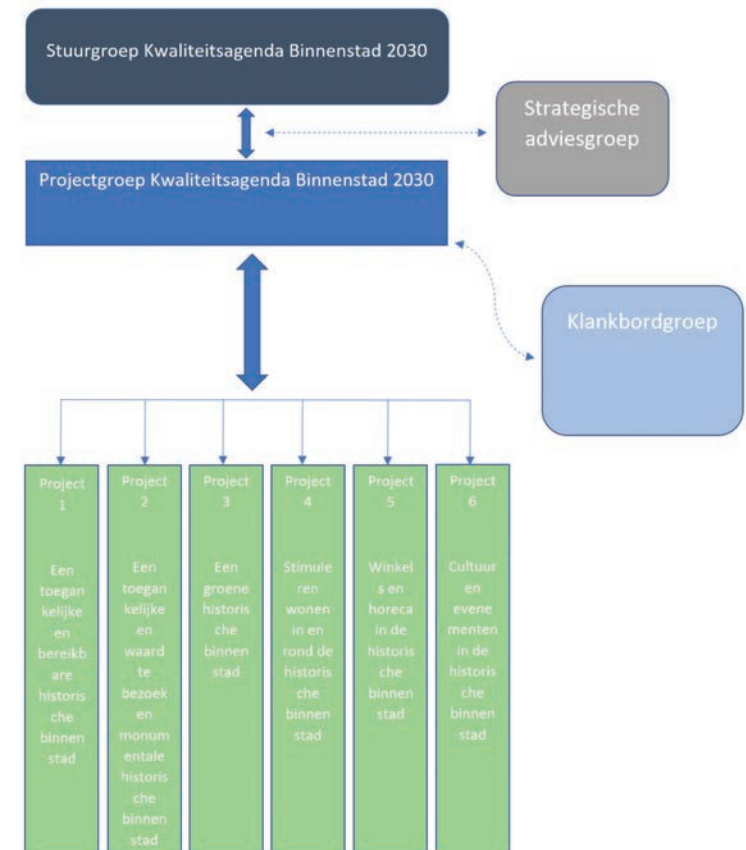 Stuurgroep Kwaliteitsagenda Binnenstad 2030
Strategische
adviesgroep
Projectgroep Kwaliteitsagenda Binnenstad 2030
Klankbordgroep
Project
1
Een
toegan
kelijke
en
bereikb
are
historis
che
binnen
stad
Project
2
Een
toegan
kelijke
en
waard
te
bezoek
en
monum
entale
historis
che
binnen
stad
Project
3
Een
groene
historis
che
binnen
stad
Project
4
Stimule
ren
wonen
in en
rond de
historis
che
binnen
stad
Project
5
Winkel
s en
horeca
in de
historis
che
binnen
stad
Project
6
Cultuur
en
evene
menten
in de
historis
che
binnen
stad